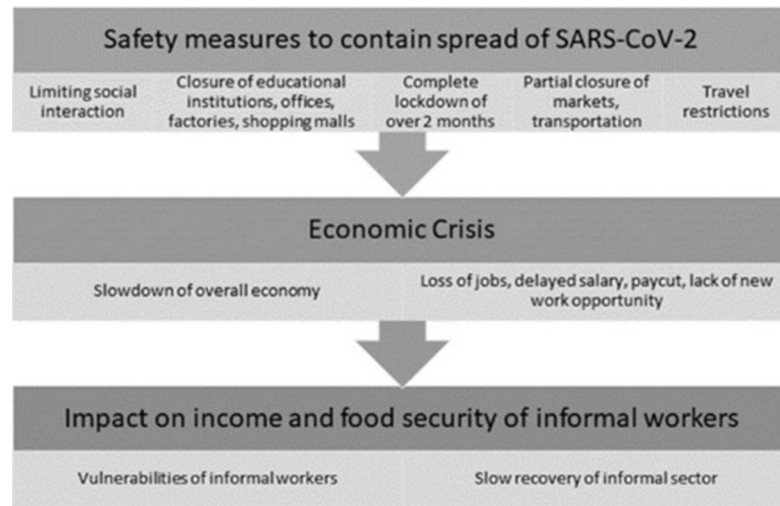 Safety measures to contain spread of SARS-CoV-2
Limiting social
interaction
Closure of educational
institutions, offices,
factories, shopping malls
Complete
lockdown of
over 2 months
Partial closure of
markets,
transportation
Travel
restrictions
Economic Crisis
Slowdown of overall economy
Loss of jobs, delayed salary, paycut, lack of new
work opportunity
Impact on income and food security of informal workers
Vulnerabilities of informal workers
Slow recovery of informal sector